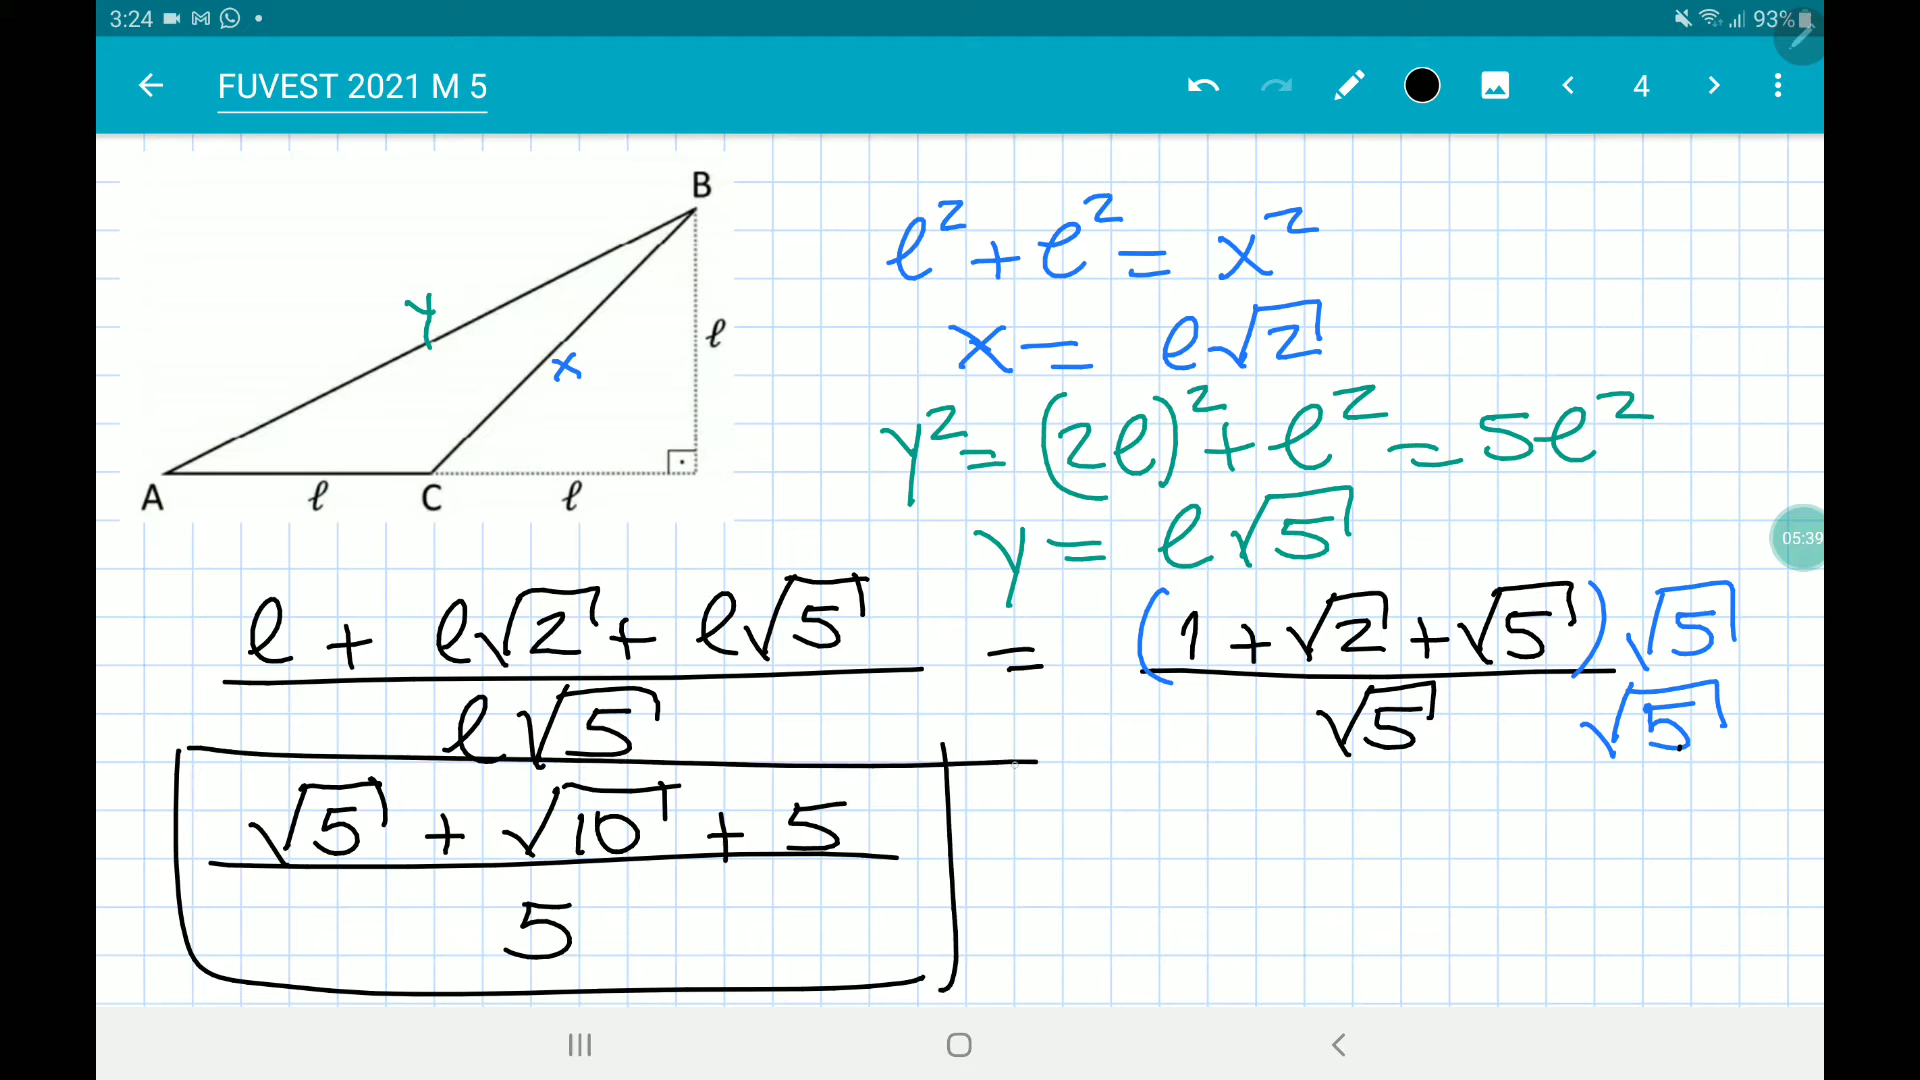 3:24
93%
FUVEST 2021 M 5
4
B
y
ℓ
x
A
ℓ
C
ℓ
ℓ² + ℓ² = x²
x = ℓ√2
y² = (2ℓ)² + ℓ² = 5ℓ²
y = ℓ√5
05:39
ℓ + ℓ√2 + ℓ√5 = (1 + √2 + √5) √5
ℓ√5 √5 √5
√5 + √10 + 5
5